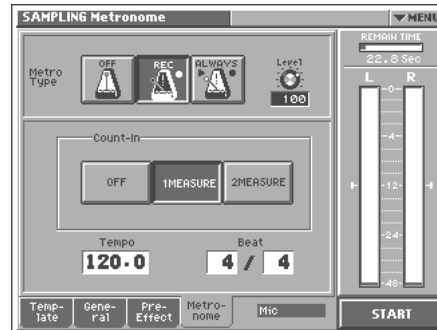 SAMPLING Metronome
▼MENU
REMAIN TIME
22.8 Sec
Metro
Type
OFF
REC
ALWAYS
Level
100
L R
-0-
-4-
-12-
-24-
-48-
Count-In
OFF
1MEASURE
2MEASURE
Tempo
120.0
Beat
4 / 4
Temp-
late
Gene-
ral
Pre-
Effect
Metro-
nome
Mic
START